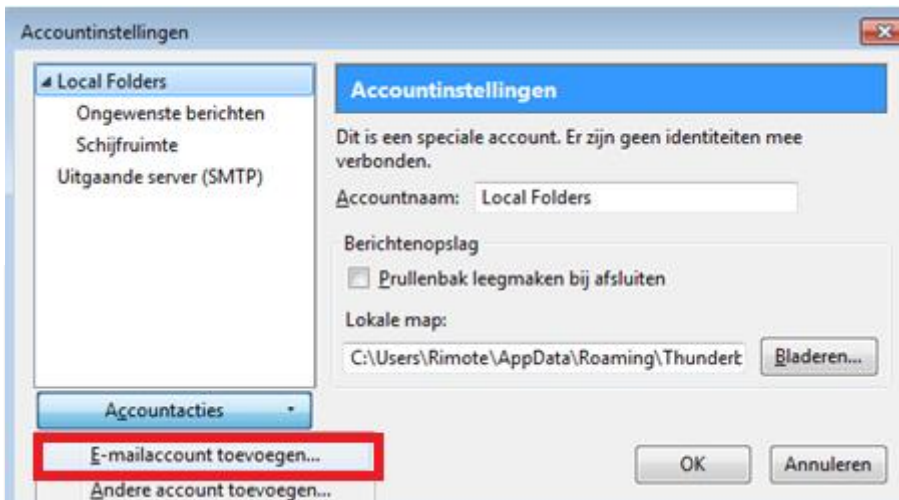 Accountinstellingen
Local Folders
Ongewenste berichten
Schijfruimte
Uitgaande server (SMTP)
Accountacties
E-mailaccount toevoegen...
Andere account toevoegen...
Accountinstellingen
Dit is een speciale account. Er zijn geen identiteiten mee
verbonden.
Accountnaam: Local Folders
Berichtenopslag
Prullenbak leegmaken bij afsluiten
Lokale map:
C:\Users\Rimote\AppData\Roaming\Thunderb Bladeren...
OK Annuleren